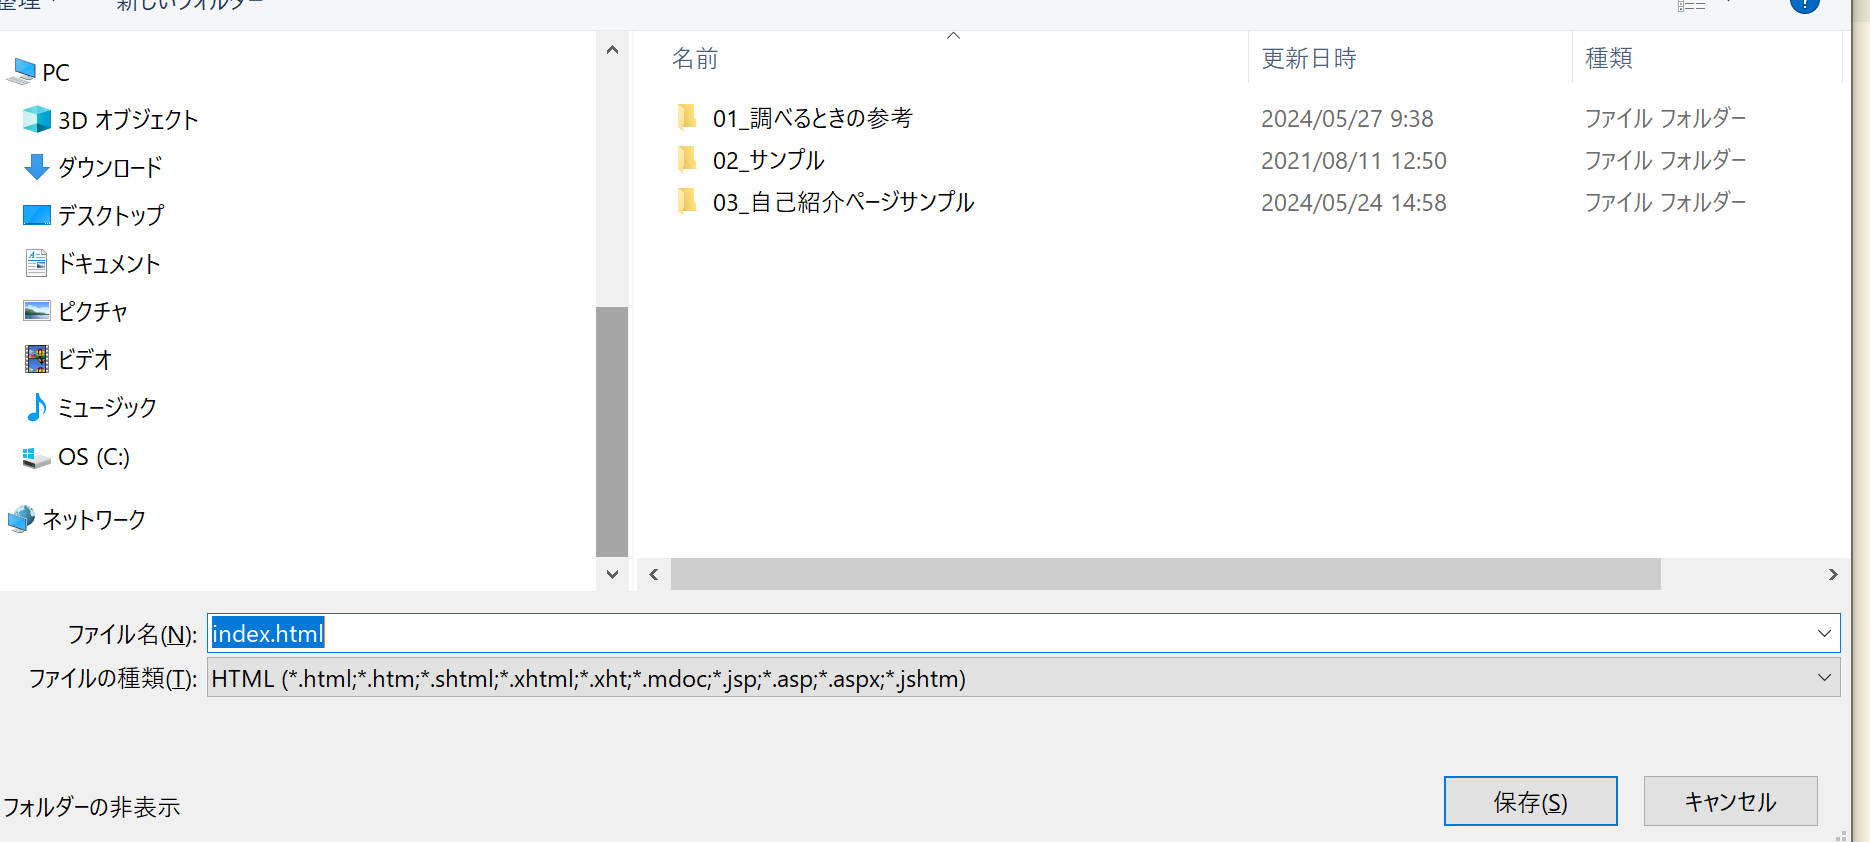 整理 新しいフォルダー
PC
3D オブジェクト
ダウンロード
デスクトップ
ドキュメント
ピクチャ
ビデオ
ミュージック
OS (C:)
ネットワーク
名前 更新日時 種類
01_調べるときの参考 2024/05/27 9:38 ファイル フォルダー
02_サンプル 2021/08/11 12:50 ファイル フォルダー
03_自己紹介ページサンプル 2024/05/24 14:58 ファイル フォルダー
ファイル名(N): index.html
ファイルの種類(T): HTML (*.html;*.htm;*.shtml;*.xhtml;*.xht;*.mdoc;*.jsp;*.asp;*.aspx;*.jshtm)
フォルダーの非表示 保存(S) キャンセル